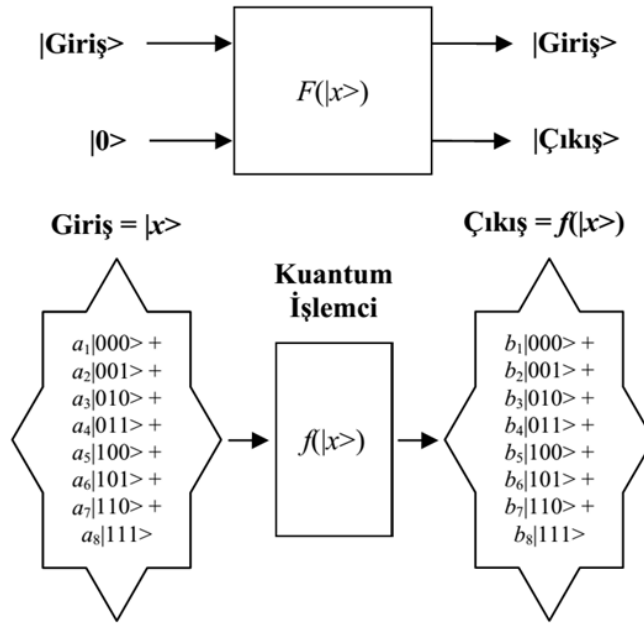 |Giriş> F(|x>) |Giriş>
|0> |Çıkış>
Giriş = |x> Çıkış = f(|x>)
Kuantum
İşlemci
a₁|000> +
a₂|001> +
a₃|010> +
a₄|011> +
a₅|100> +
a₆|101> +
a₇|110> +
a₈|111>
f(|x>)
b₁|000> +
b₂|001> +
b₃|010> +
b₄|011> +
b₅|100> +
b₆|101> +
b₇|110> +
b₈|111>